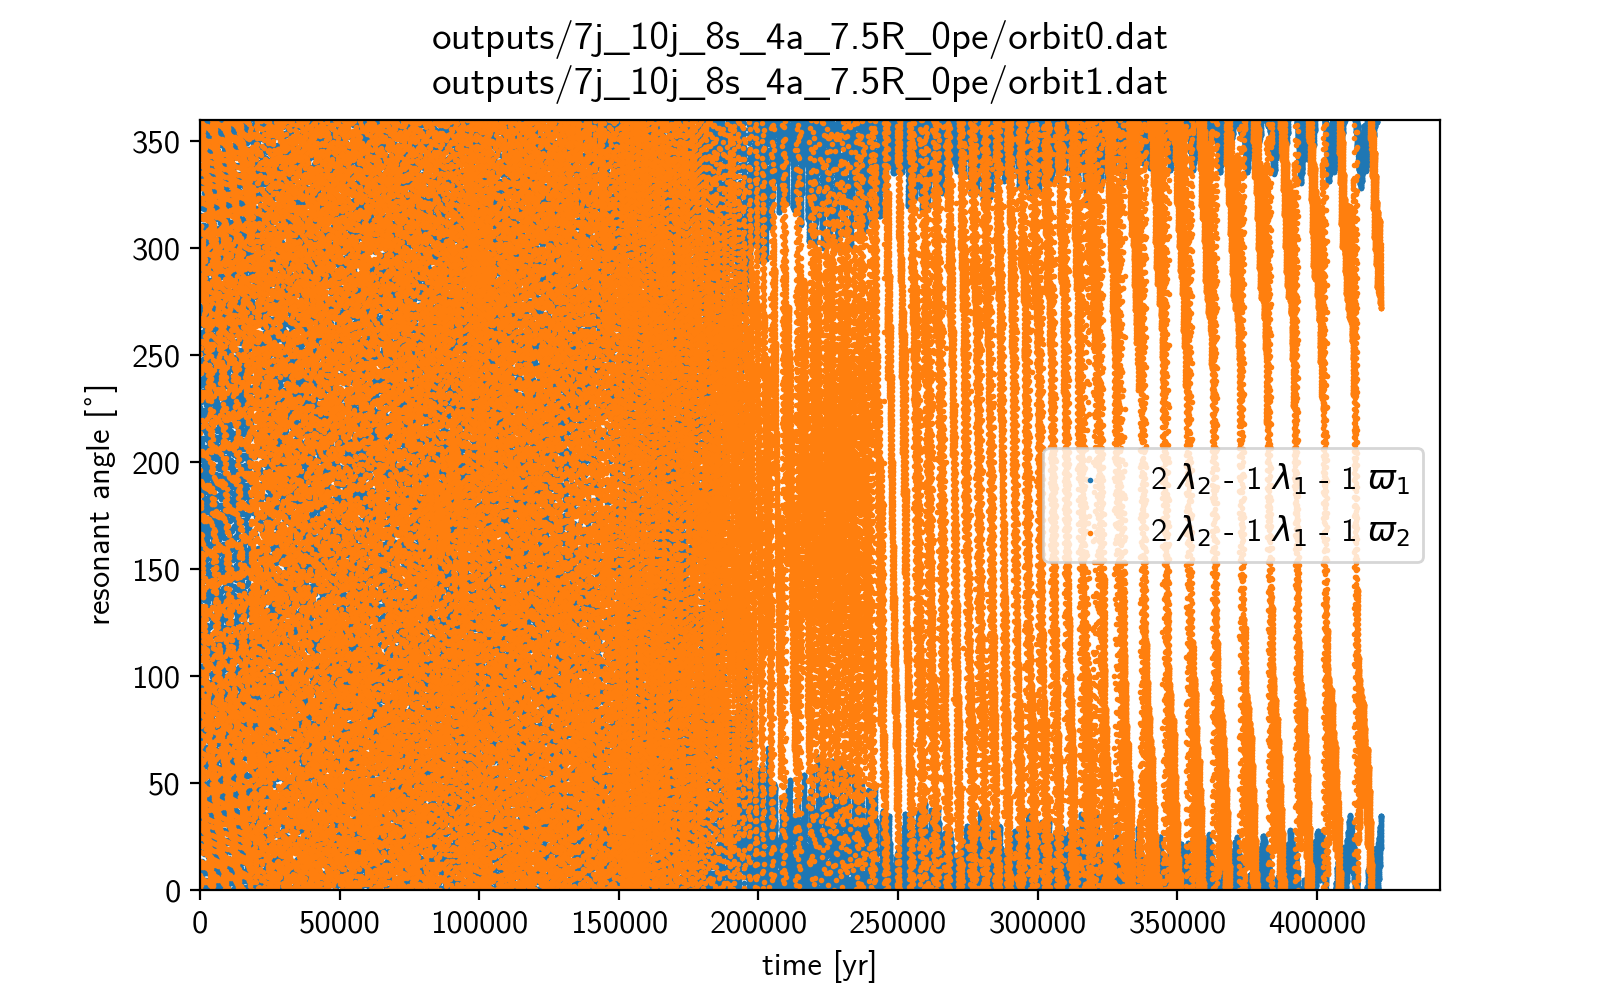 outputs/7j_10j_8s_4a_7.5R_0pe/orbit0.dat
outputs/7j_10j_8s_4a_7.5R_0pe/orbit1.dat
350
300
250
200
150
100
50
0
resonant angle [°]
2 λ₂ - 1 λ₁ - 1 ϖ₁
2 λ₂ - 1 λ₁ - 1 ϖ₂
0 50000 100000 150000 200000 250000 300000 350000 400000
time [yr]